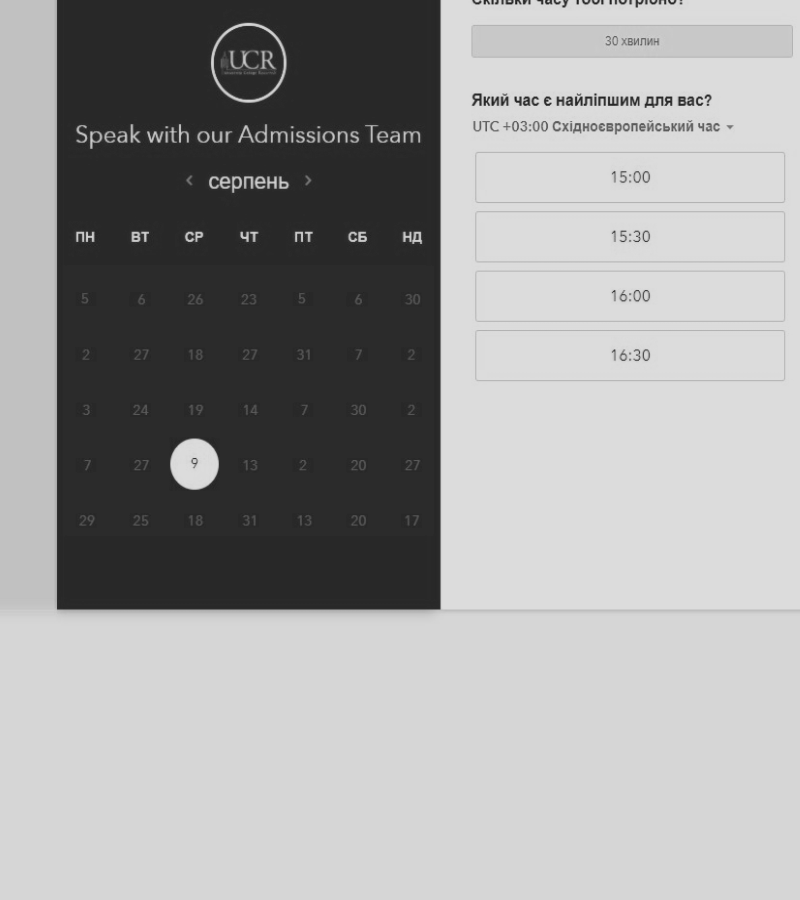 UCR
Speak with our Admissions Team
серпень
ПН ВТ СР ЧТ ПТ СБ НД
5 6 26 23 5 6 30
2 27 18 27 31 7 2
3 24 19 14 7 30 2
7 27 9 13 2 20 27
29 25 18 31 13 20 17
Скільки часу тобі потрібно?
30 хвилин
Який час є найліпшим для вас?
UTC +03:00 Східноєвропейський час
15:00
15:30
16:00
16:30